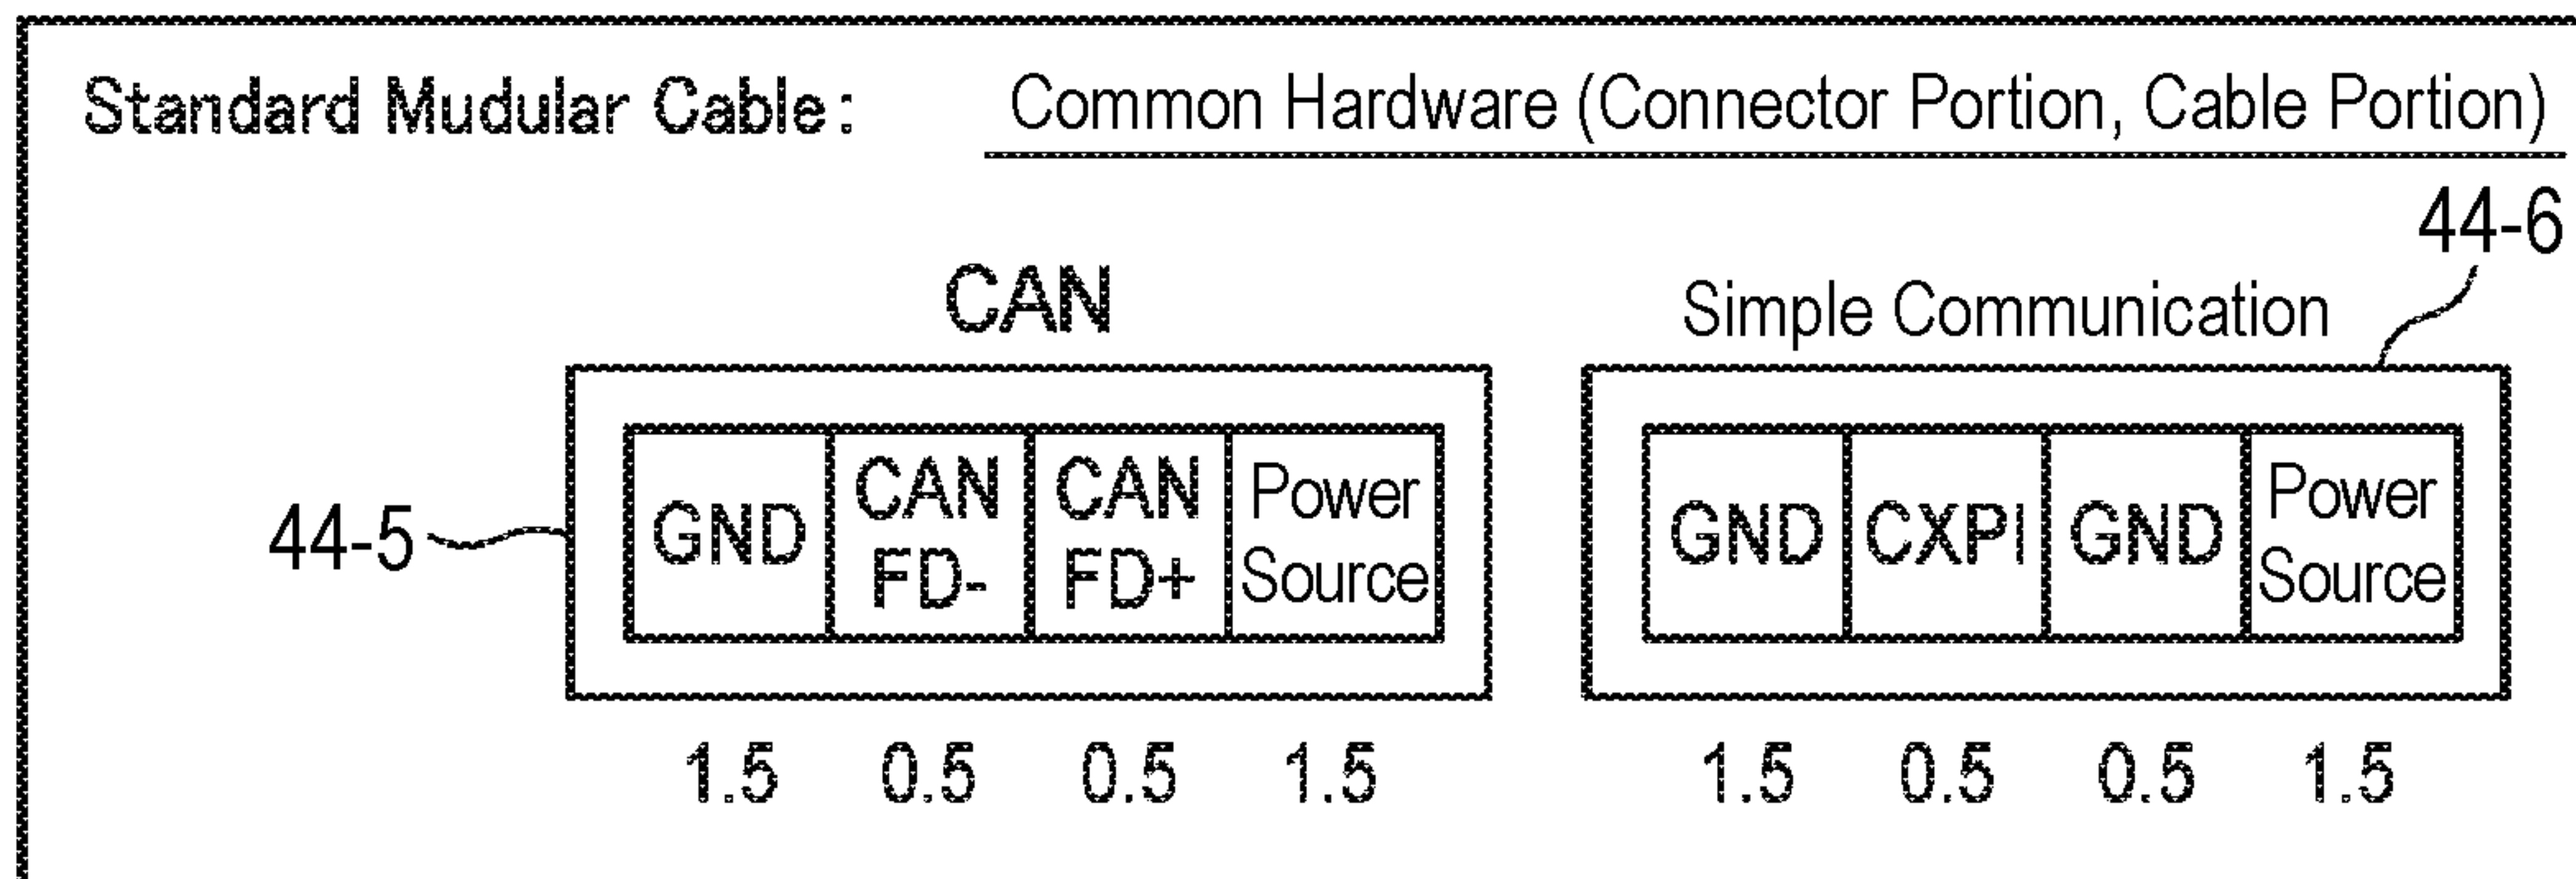 Standard Mudular Cable: Common Hardware (Connector Portion, Cable Portion)
44-6
CAN
Simple Communication
44-5
GND
CAN
FD-
CAN
FD+
Power
Source
GND
CXPI
GND
Power
Source
1.5 0.5 0.5 1.5
1.5 0.5 0.5 1.5